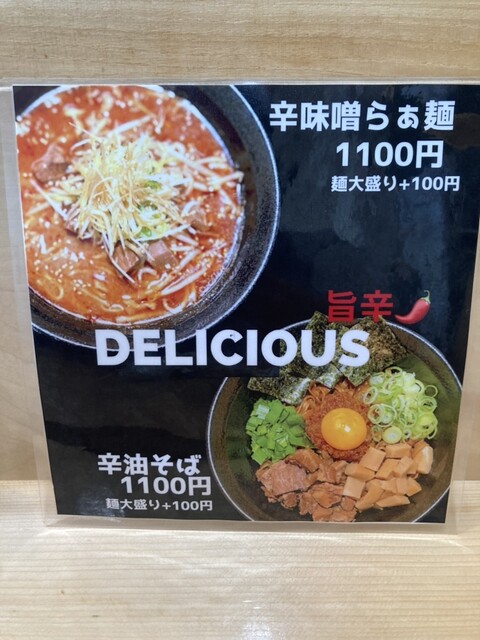 辛味噌らぁ麺
1100円
麺大盛り+100円
旨辛
DELICIOUS
辛油そば
1100円
麺大盛り+100円